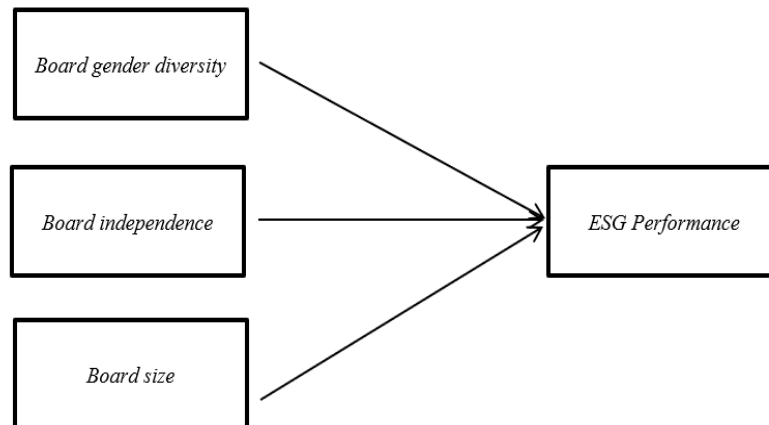 Board gender diversity
Board independence
ESG Performance
Board size